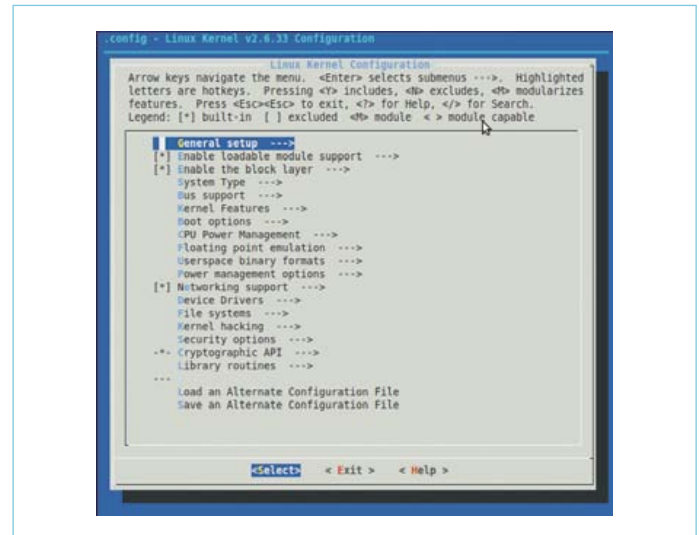 .config - Linux Kernel v2.6.33 Configuration
Linux Kernel Configuration
Arrow keys navigate the menu. <Enter> selects submenus --->. Highlighted
letters are hotkeys. Pressing <Y> includes, <N> excludes, <M> modularizes
features. Press <Esc><Esc> to exit, <?> for Help, </> for Search.
Legend: [*] built-in [ ] excluded <M> module < > module capable
General setup --->
[*] Enable loadable module support --->
[*] Enable the block layer --->
System Type --->
Bus support --->
Kernel Features --->
Boot options --->
CPU Power Management --->
Floating point emulation --->
Userspace binary formats --->
Power management options --->
[*] Networking support --->
Device Drivers --->
File systems --->
Kernel hacking --->
Security options --->
-*- Cryptographic API --->
Library routines --->
---
Load an Alternate Configuration File
Save an Alternate Configuration File
<Select> < Exit > < Help >